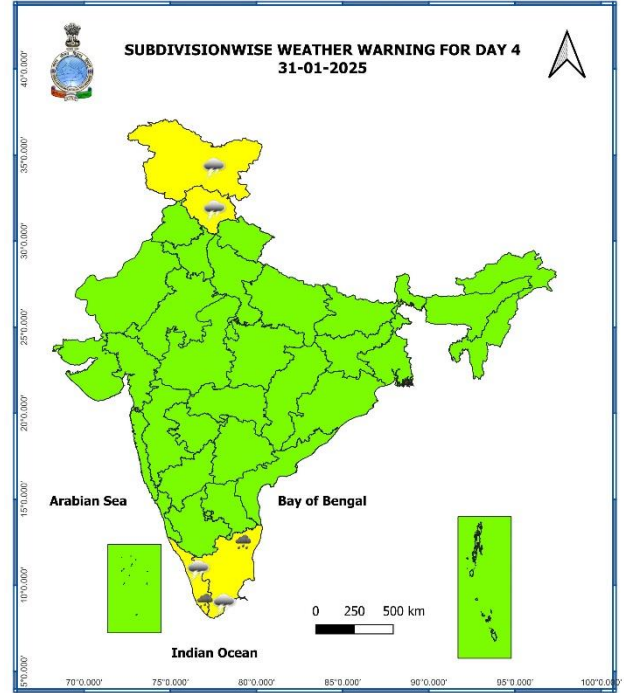 SUBDIVISIONWISE WEATHER WARNING FOR DAY 4
31-01-2025
40°0.000'
35°0.000'
30°0.000'
25°0.000'
20°0.000'
15°0.000'
10°0.000'
5°0.000'
Arabian Sea
Bay of Bengal
0 250 500 km
Indian Ocean
70°0.000' 75°0.000' 80°0.000' 85°0.000' 90°0.000' 95°0.000' 100°0.000'